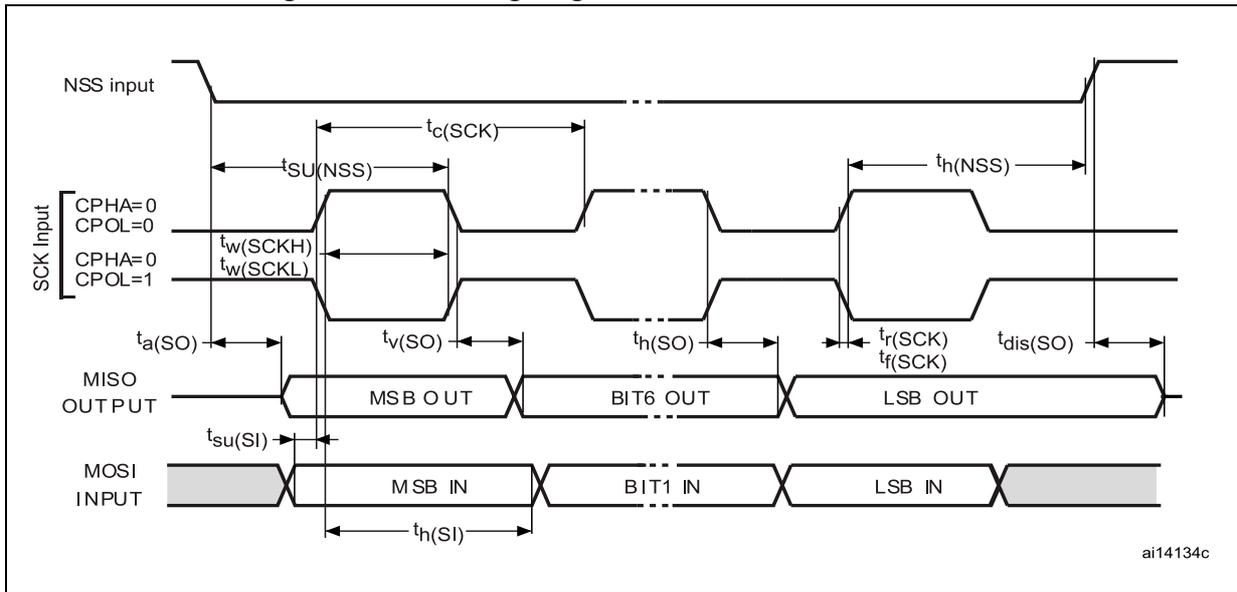 NSS input
tc(SCK)
tSU(NSS)
th(NSS)
SCK Input
CPHA=0
CPOL=0
tw(SCKH)
tw(SCKL)
CPHA=0
CPOL=1
ta(SO)
tv(SO)
th(SO)
tr(SCK)
tf(SCK)
tdis(SO)
MISO
OUTPUT
MSB OUT
BIT6 OUT
LSB OUT
tsu(SI)
MOSI
INPUT
MSB IN
BIT1 IN
LSB IN
th(SI)
ai14134c